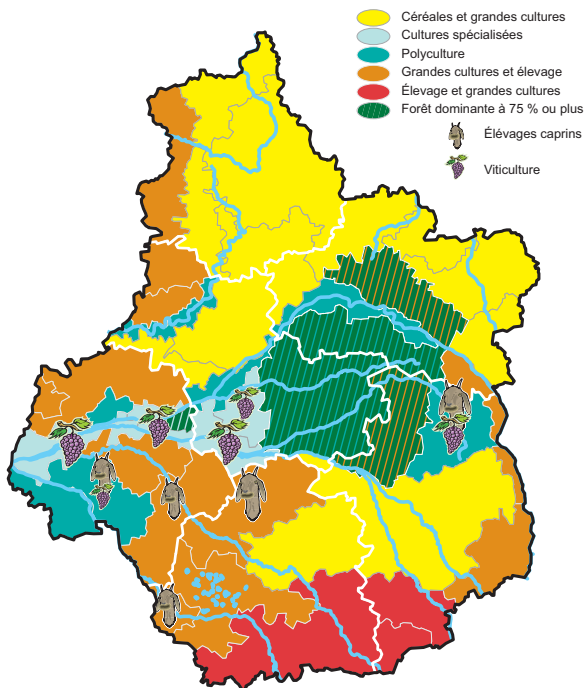 Céréales et grandes cultures
Cultures spécialisées
Polyculture
Grandes cultures et élevage
Élevage et grandes cultures
Forêt dominante à 75 % ou plus
Élévages caprins
Viticulture